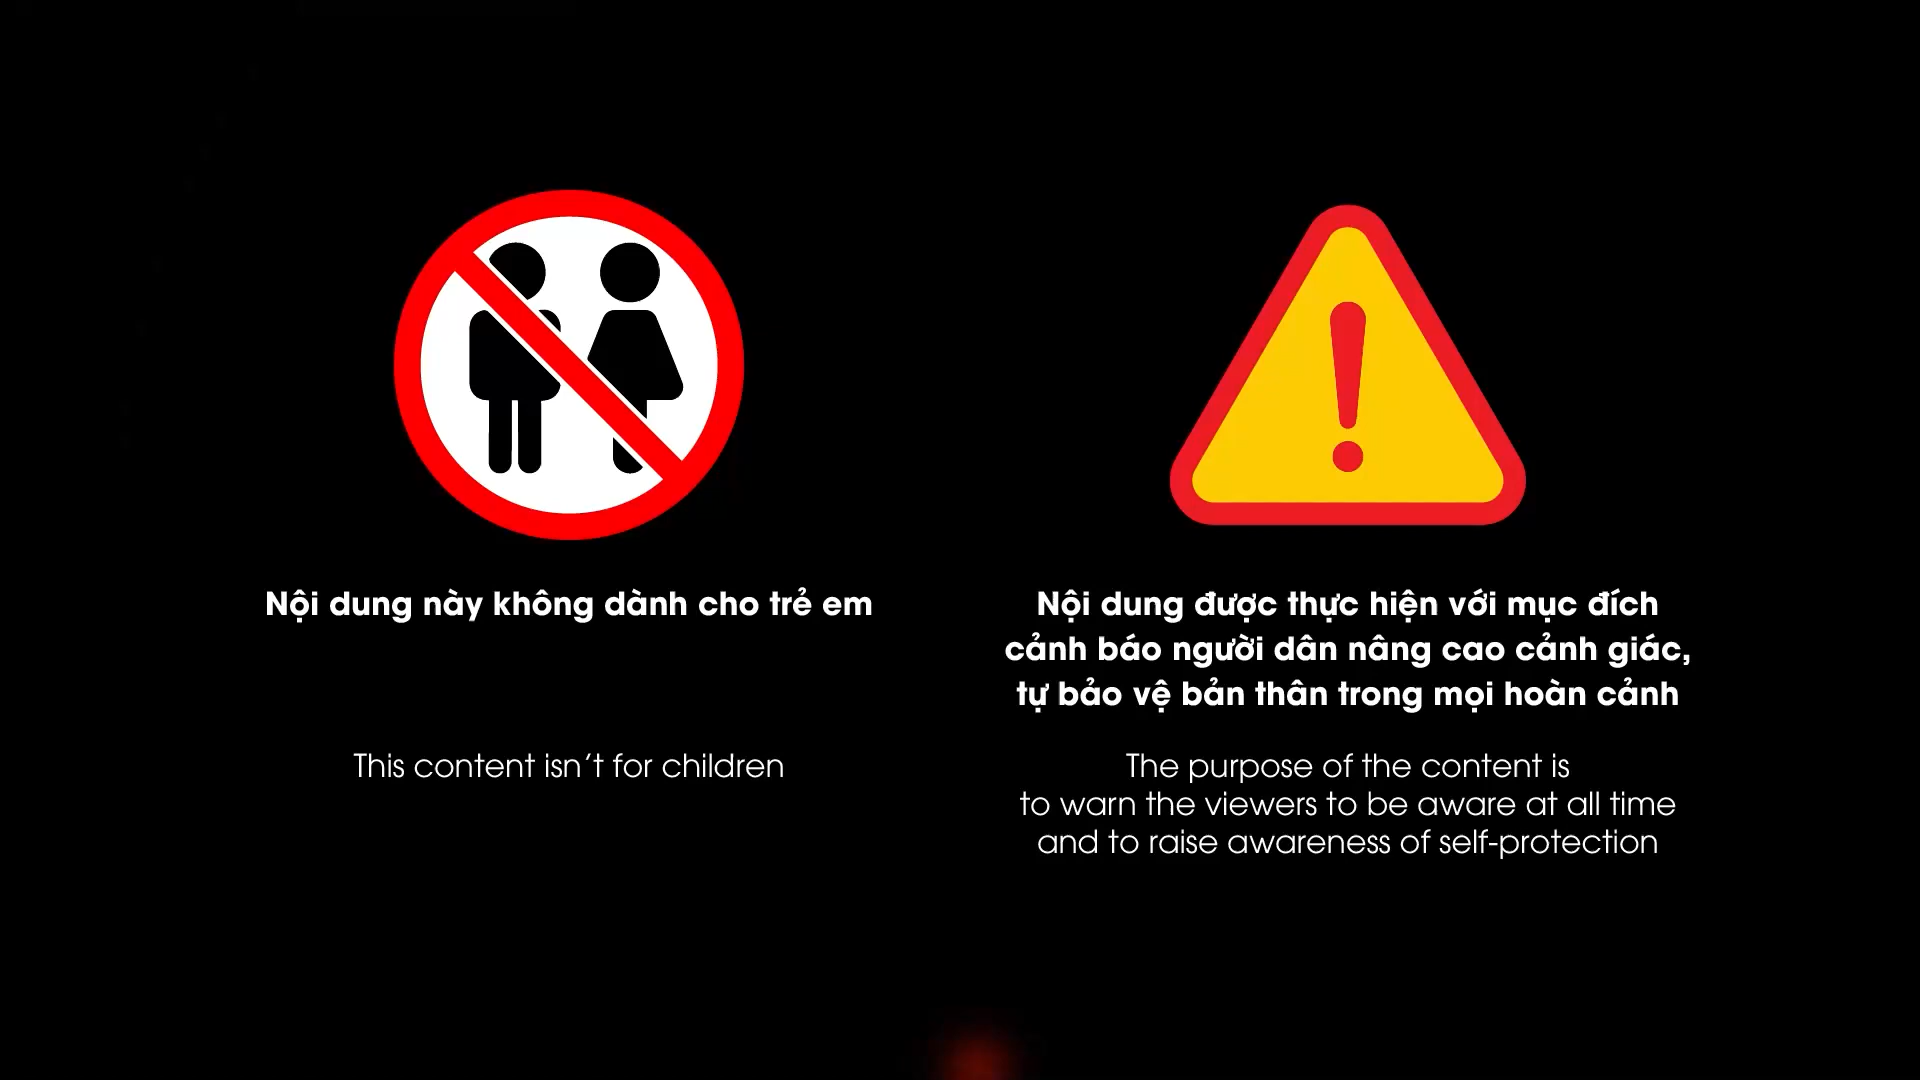 Nội dung này không dành cho trẻ em
This content isn't for children
Nội dung được thực hiện với mục đích
cảnh báo người dân nâng cao cảnh giác,
tự bảo vệ bản thân trong mọi hoàn cảnh
The purpose of the content is
to warn the viewers to be aware at all time
and to raise awareness of self-protection